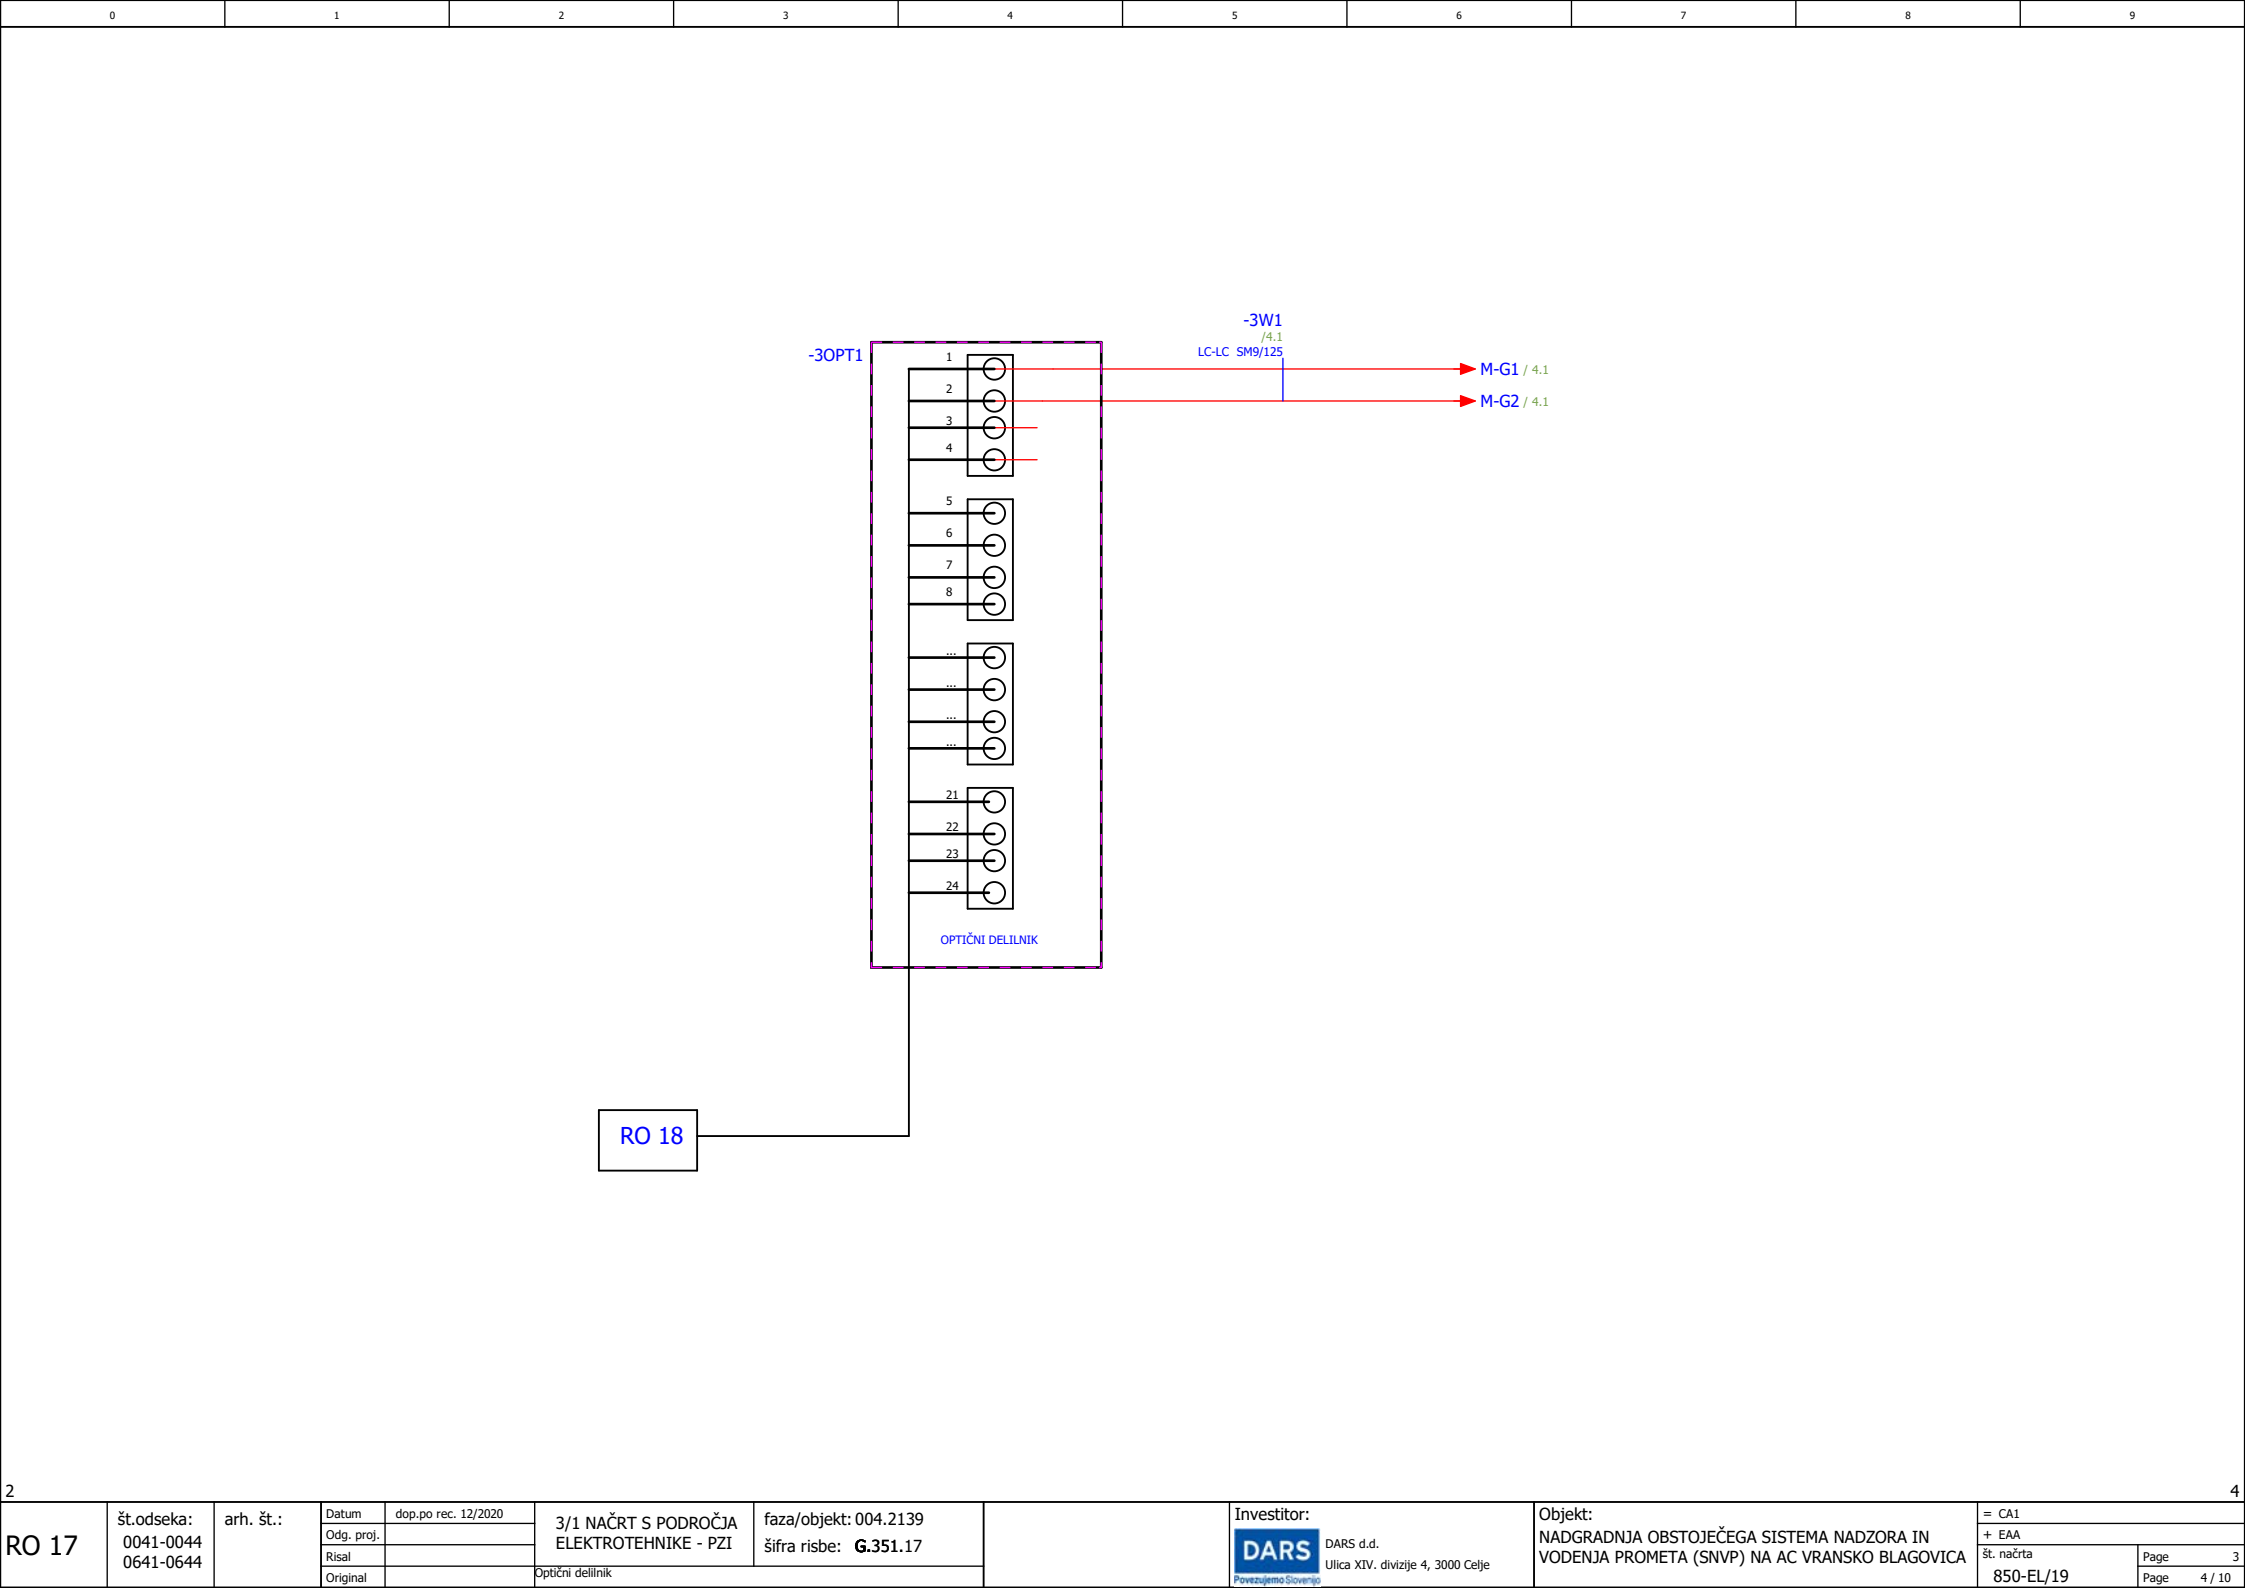 0 1 2 3 4 5 6 7 8 9
-3W1
/4.1
LC-LC SM9/125
-3OPT1
1
M-G1 / 4.1
2
M-G2 / 4.1
3
4
5
6
7
8
...
...
...
...
21
22
23
24
OPTIČNI DELILNIK
RO 18
2
4
RO 17
št.odseka:
0041-0044
0641-0644
arh. št.:
Datum dop.po rec. 12/2020
Odg. proj.
Risal
Original
3/1 NAČRT S PODROČJA
ELEKTROTEHNIKE - PZI
Optični delilnik
faza/objekt: 004.2139
šifra risbe: G.351.17
Investitor:
DARS
Povezujemo Slovenijo
DARS d.d.
Ulica XIV. divizije 4, 3000 Celje
Objekt:
NADGRADNJA OBSTOJEČEGA SISTEMA NADZORA IN
VODENJA PROMETA (SNVP) NA AC VRANSKO BLAGOVICA
= CA1
+ EAA
št. načrta
850-EL/19
Page 3
Page 4 / 10